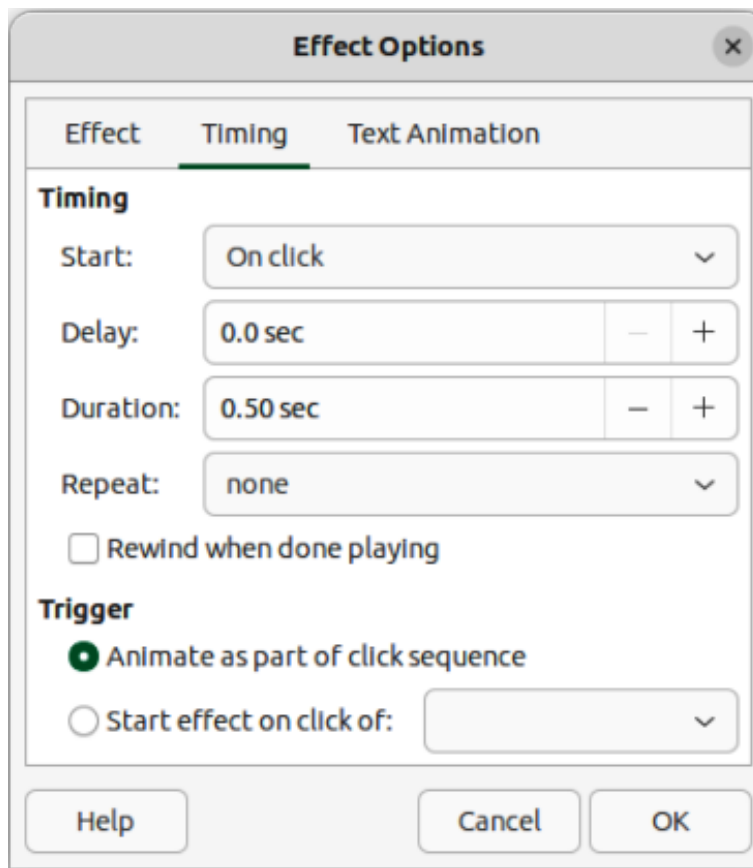 Effect Options
Effect Timing Text Animation
Timing
Start: On click
Delay: 0.0 sec
Duration: 0.50 sec
Repeat: none
Rewind when done playing
Trigger
Animate as part of click sequence
Start effect on click of:
Help Cancel OK